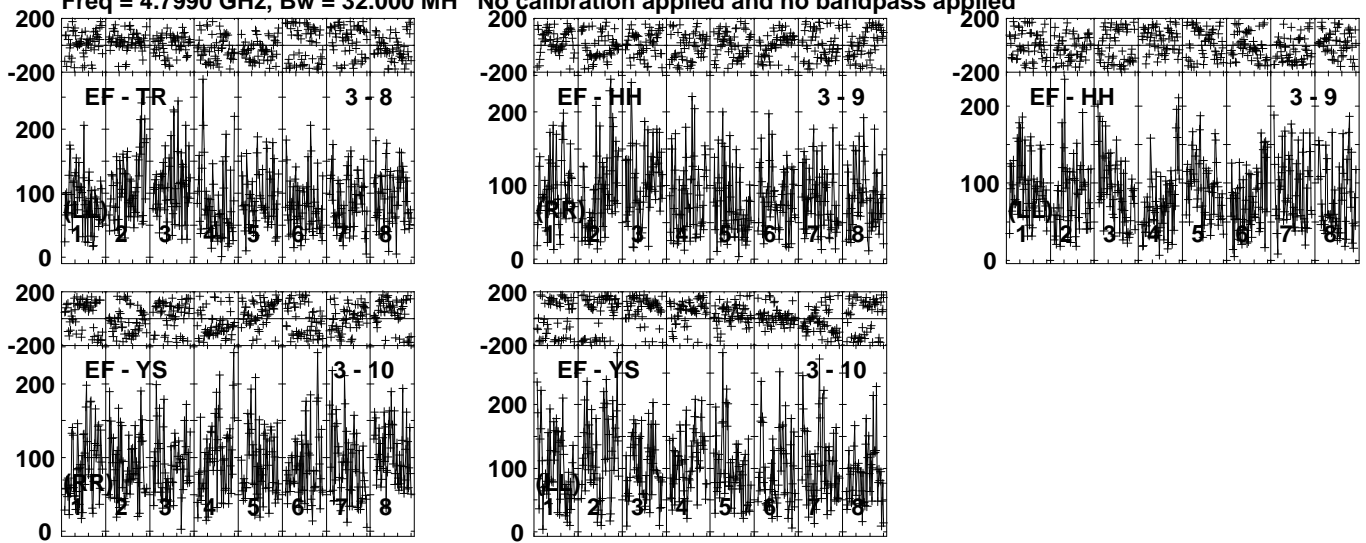 Freq = 4.7990 GHz, Bw = 32.000 MH No calibration applied and no bandpass applied
200
-200
EF - TR 3 - 8
200
100
0
(LL)
1 2 3 4 5 6 7 8
200
-200
EF - HH 3 - 9
200
100
0
(RR)
1 2 3 4 5 6 7 8
200
-200
EF - HH 3 - 9
200
100
0
(LL)
1 2 3 4 5 6 7 8
200
-200
EF - YS 3 - 10
200
100
0
(RR)
1 2 3 4 5 6 7 8
200
-200
EF - YS 3 - 10
200
100
0
(LL)
1 2 3 4 5 6 7 8